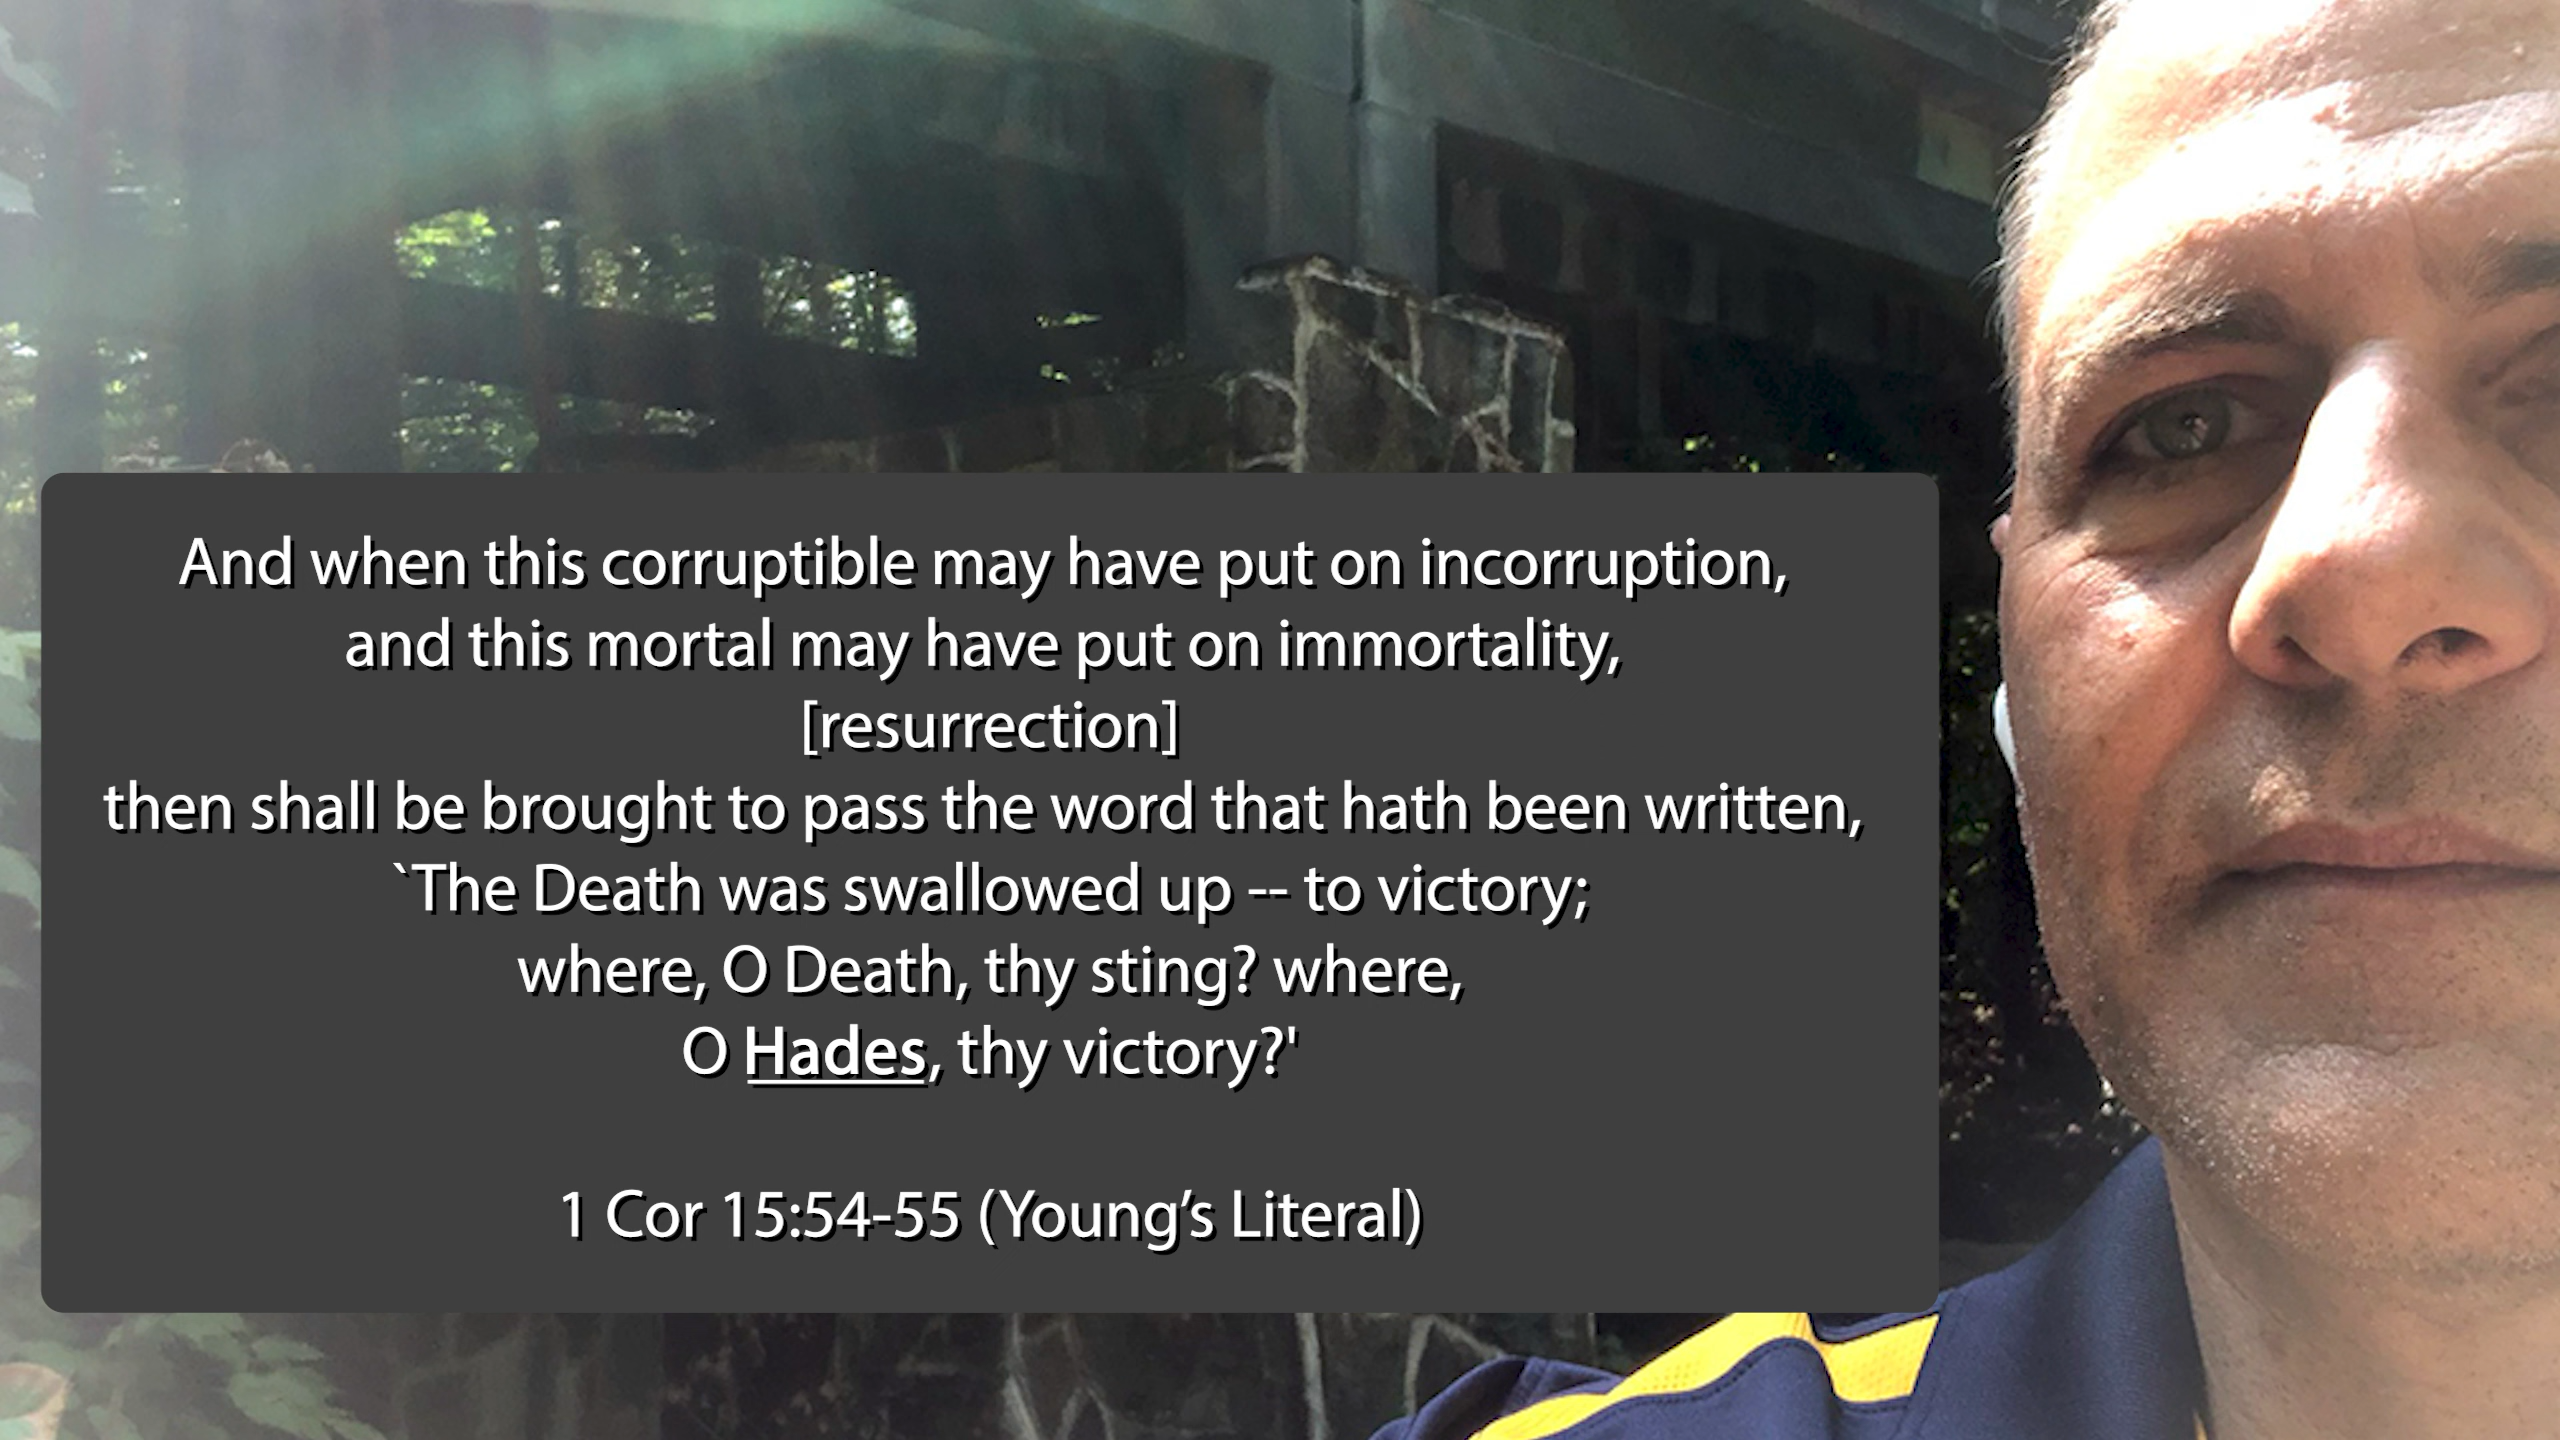 And when this corruptible may have put on incorruption,
and this mortal may have put on immortality,
[resurrection]
then shall be brought to pass the word that hath been written,
`The Death was swallowed up -- to victory;
where, O Death, thy sting? where,
O Hades, thy victory?'
1 Cor 15:54-55 (Young’s Literal)